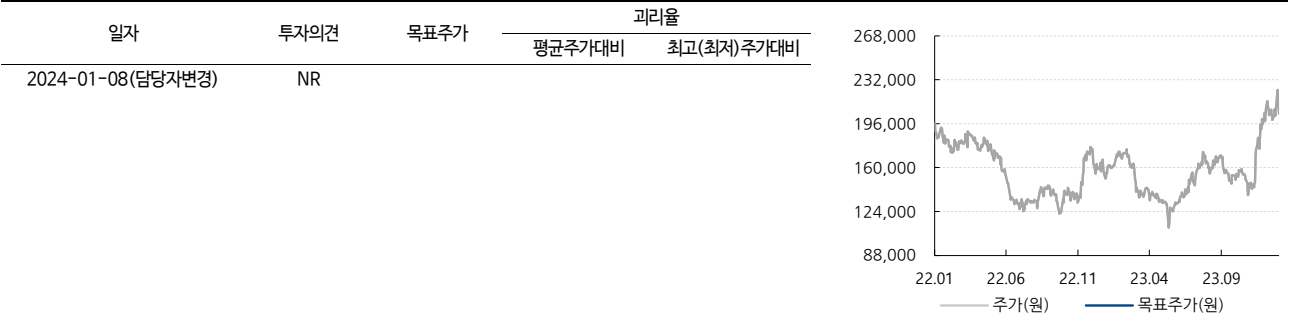 일자 투자의견 목표주가 괴리율
평균주가대비 최고(최저)주가대비
2024-01-08(담당자변경) NR
268,000
232,000
196,000
160,000
124,000
88,000
22.01 22.06 22.11 23.04 23.09
주가(원) 목표주가(원)